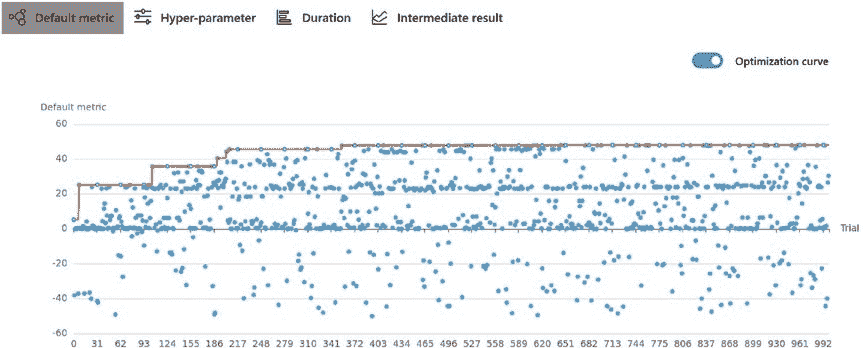 Default metric Hyper-parameter Duration Intermediate result
Optimization curve
Default metric
60
40
20
0
-20
-40
-60
Trial
0 31 62 93 124 155 186 217 248 279 310 341 372 403 434 465 496 527 558 589 620 651 682 713 744 775 806 837 868 899 930 961 992